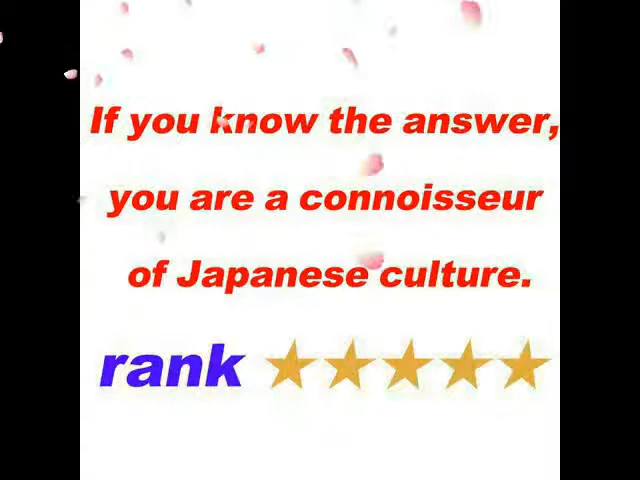 If you know the answer,
you are a connoisseur
of Japanese culture.
rank ★★★★★